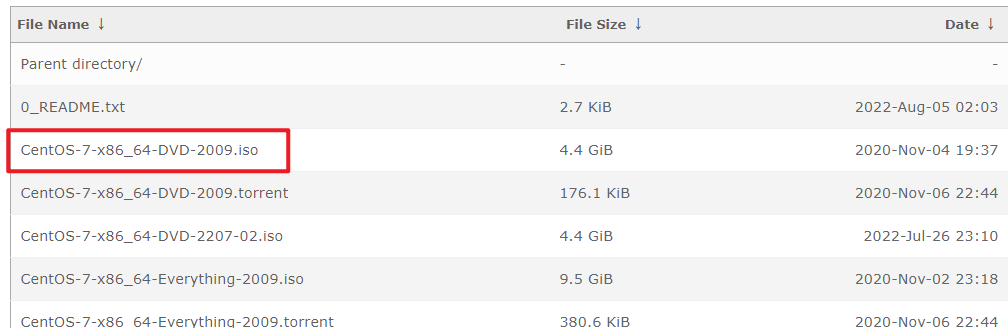 File Name ↓ File Size ↓ Date ↓
Parent directory/ - -
0_README.txt 2.7 KiB 2022-Aug-05 02:03
CentOS-7-x86_64-DVD-2009.iso 4.4 GiB 2020-Nov-04 19:37
CentOS-7-x86_64-DVD-2009.torrent 176.1 KiB 2020-Nov-06 22:44
CentOS-7-x86_64-DVD-2207-02.iso 4.4 GiB 2022-Jul-26 23:10
CentOS-7-x86_64-Everything-2009.iso 9.5 GiB 2020-Nov-02 23:18
CentOS-7-x86_64-Everything-2009.torrent 380.6 KiB 2020-Nov-06 22:44